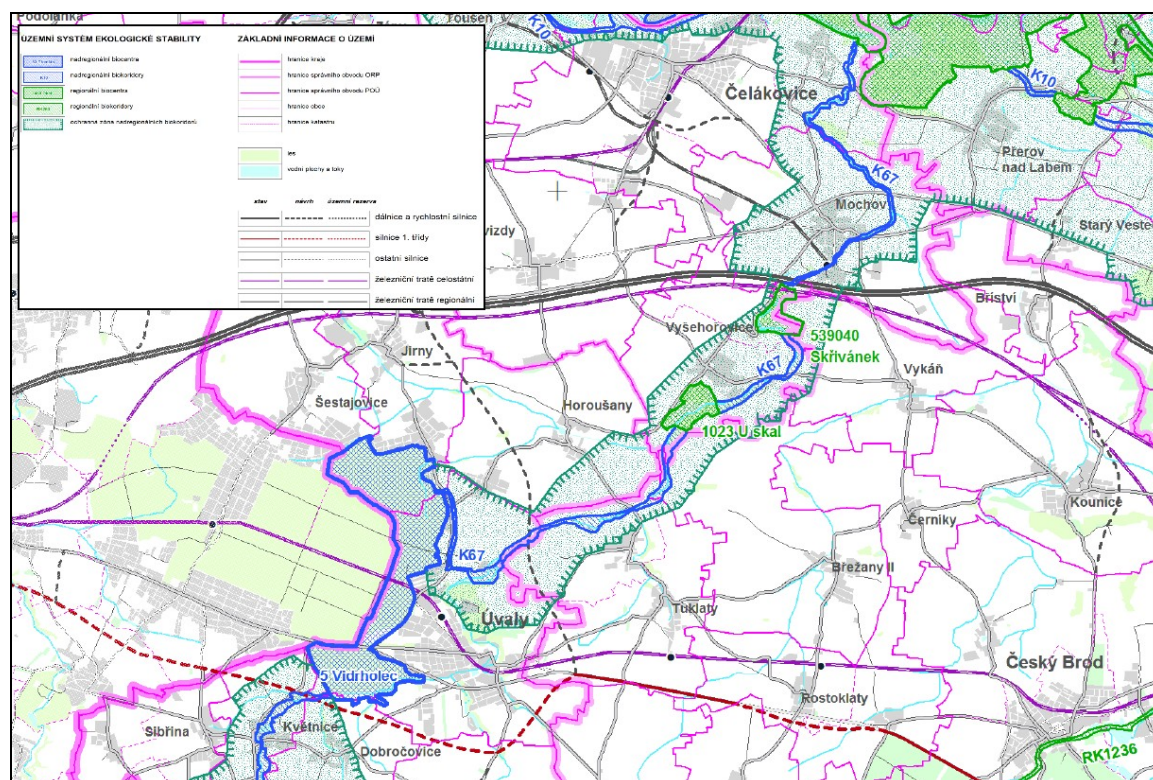 Toušeň
K10
ÚZEMNÍ SYSTÉM EKOLOGICKÉ STABILITY
nadregionální biocentra
nadregionální biokoridory
regionální biocentra
regionální biokoridory
ochranná zóna nadregionálních biokoridorů
ZÁKLADNÍ INFORMACE O ÚZEMÍ
hranice kraje
hranice správního obvodu ORP
hranice správního obvodu POÚ
hranice obce
hranice katastru
les
vodní plochy a toky
stav návrh územní rezerva
dálnice a rychlostní silnice
silnice 1. třídy
ostatní silnice
železniční tratě celostátní
železniční tratě regionální
Čelákovice
K10
Přerov
nad Labem
K67
Mochov
Starý Veste
vizdy
Bříství
Vyšehořovice
539040
Skřivánek
Jirny
K67
Vykáň
Šestajovice
Horoušany
1023 U skal
Kounice
Černíky
K67
Břežany II
Úvaly
Tuklaty
Český Brod
5 Vidrholec
Rostoklaty
Sibřina
Květnice
Dobročovice
RK1236